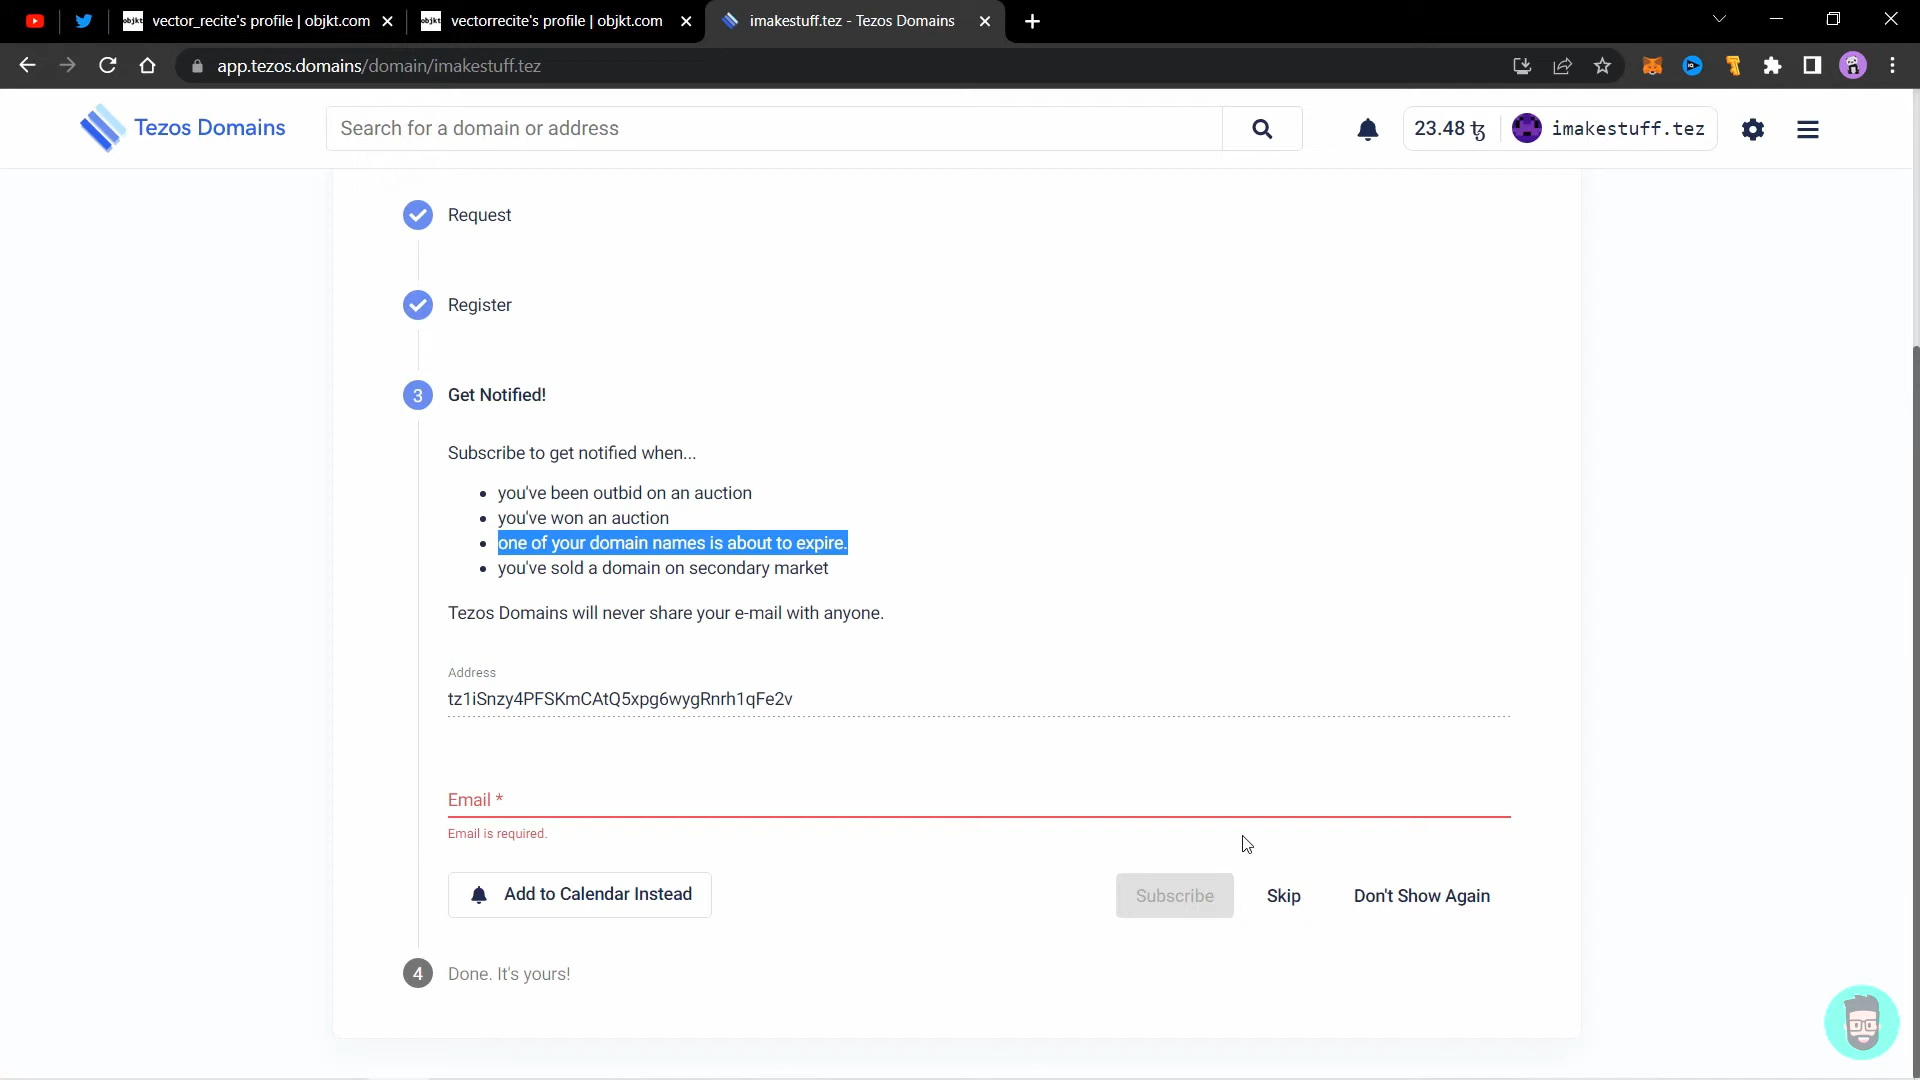 objkt vector_recite's profile | objkt.com
objkt vectorrecite's profile | objkt.com
imakestuff.tez - Tezos Domains
app.tezos.domains/domain/imakestuff.tez
Tezos Domains
Search for a domain or address
23.48 ꜩ
imakestuff.tez
Request
Register
3 Get Notified!
Subscribe to get notified when...
• you've been outbid on an auction
• you've won an auction
• one of your domain names is about to expire.
• you've sold a domain on secondary market
Tezos Domains will never share your e-mail with anyone.
Address
tz1iSnzy4PFSKmCAtQ5xpg6wygRnrh1qFe2v
Email *
Email is required.
Add to Calendar Instead
Subscribe
Skip
Don't Show Again
4 Done. It's yours!